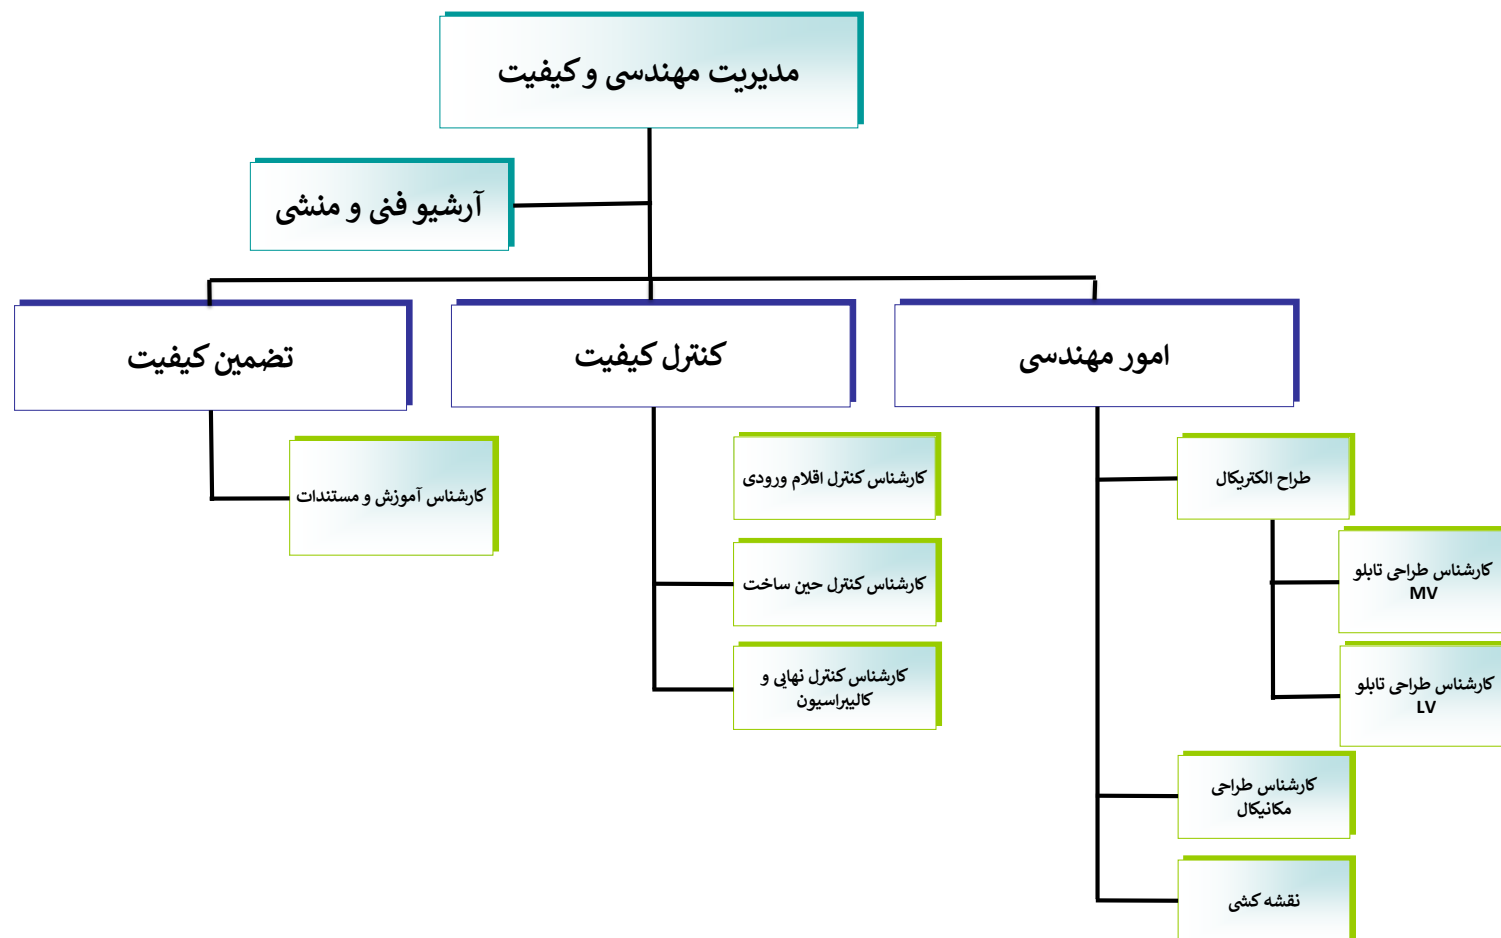 مدیریت مهندسی و کیفیت
آرشیو فنی و منشی
امور مهندسی
کنترل کیفیت
تضمین کیفیت
طراح الکتریکال
کارشناس طراحی تابلو
MV
کارشناس طراحی تابلو
LV
کارشناس طراحی
مکانیکال
نقشه کشی
کارشناس کنترل اقلام ورودی
کارشناس کنترل حین ساخت
کارشناس کنترل نهایی و
کالیبراسیون
کارشناس آموزش و مستندات